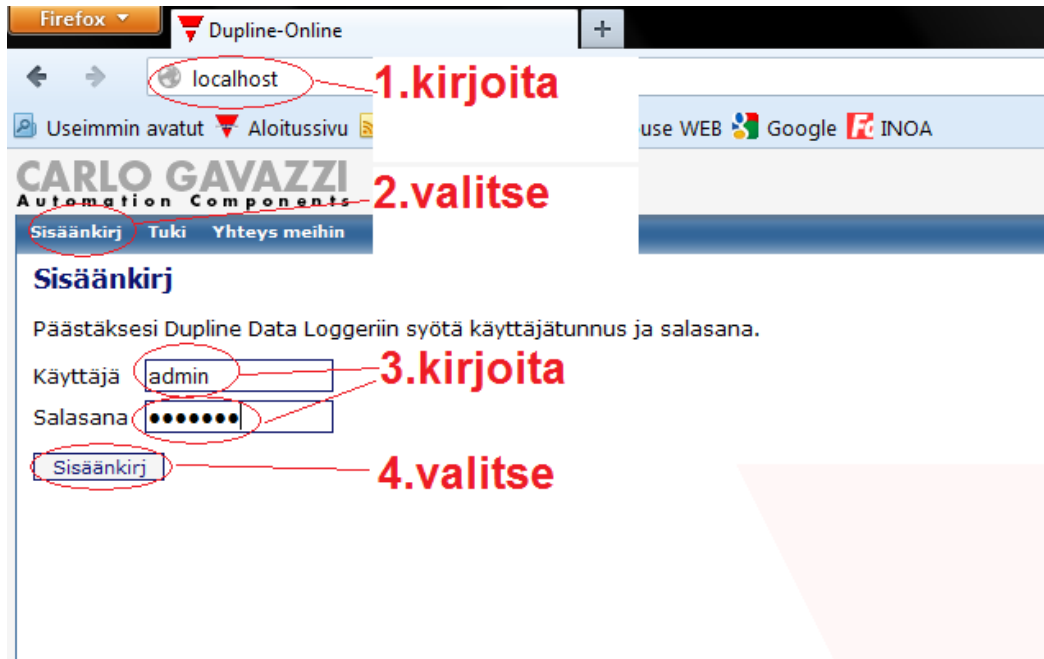 Firefox
Dupline-Online
+
localhost
1.kirjoita
Useimmin avatut Aloitussivu use WEB Google INOA
CARLO GAVAZZI
Automation Components
2.valitse
Sisäänkirj Tuki Yhteys meihin
Sisäänkirj
Päästäksesi Dupline Data Loggeriin syötä käyttäjätunnus ja salasana.
Käyttäjä admin
3.kirjoita
Salasana •••••••
Sisäänkirj
4.valitse